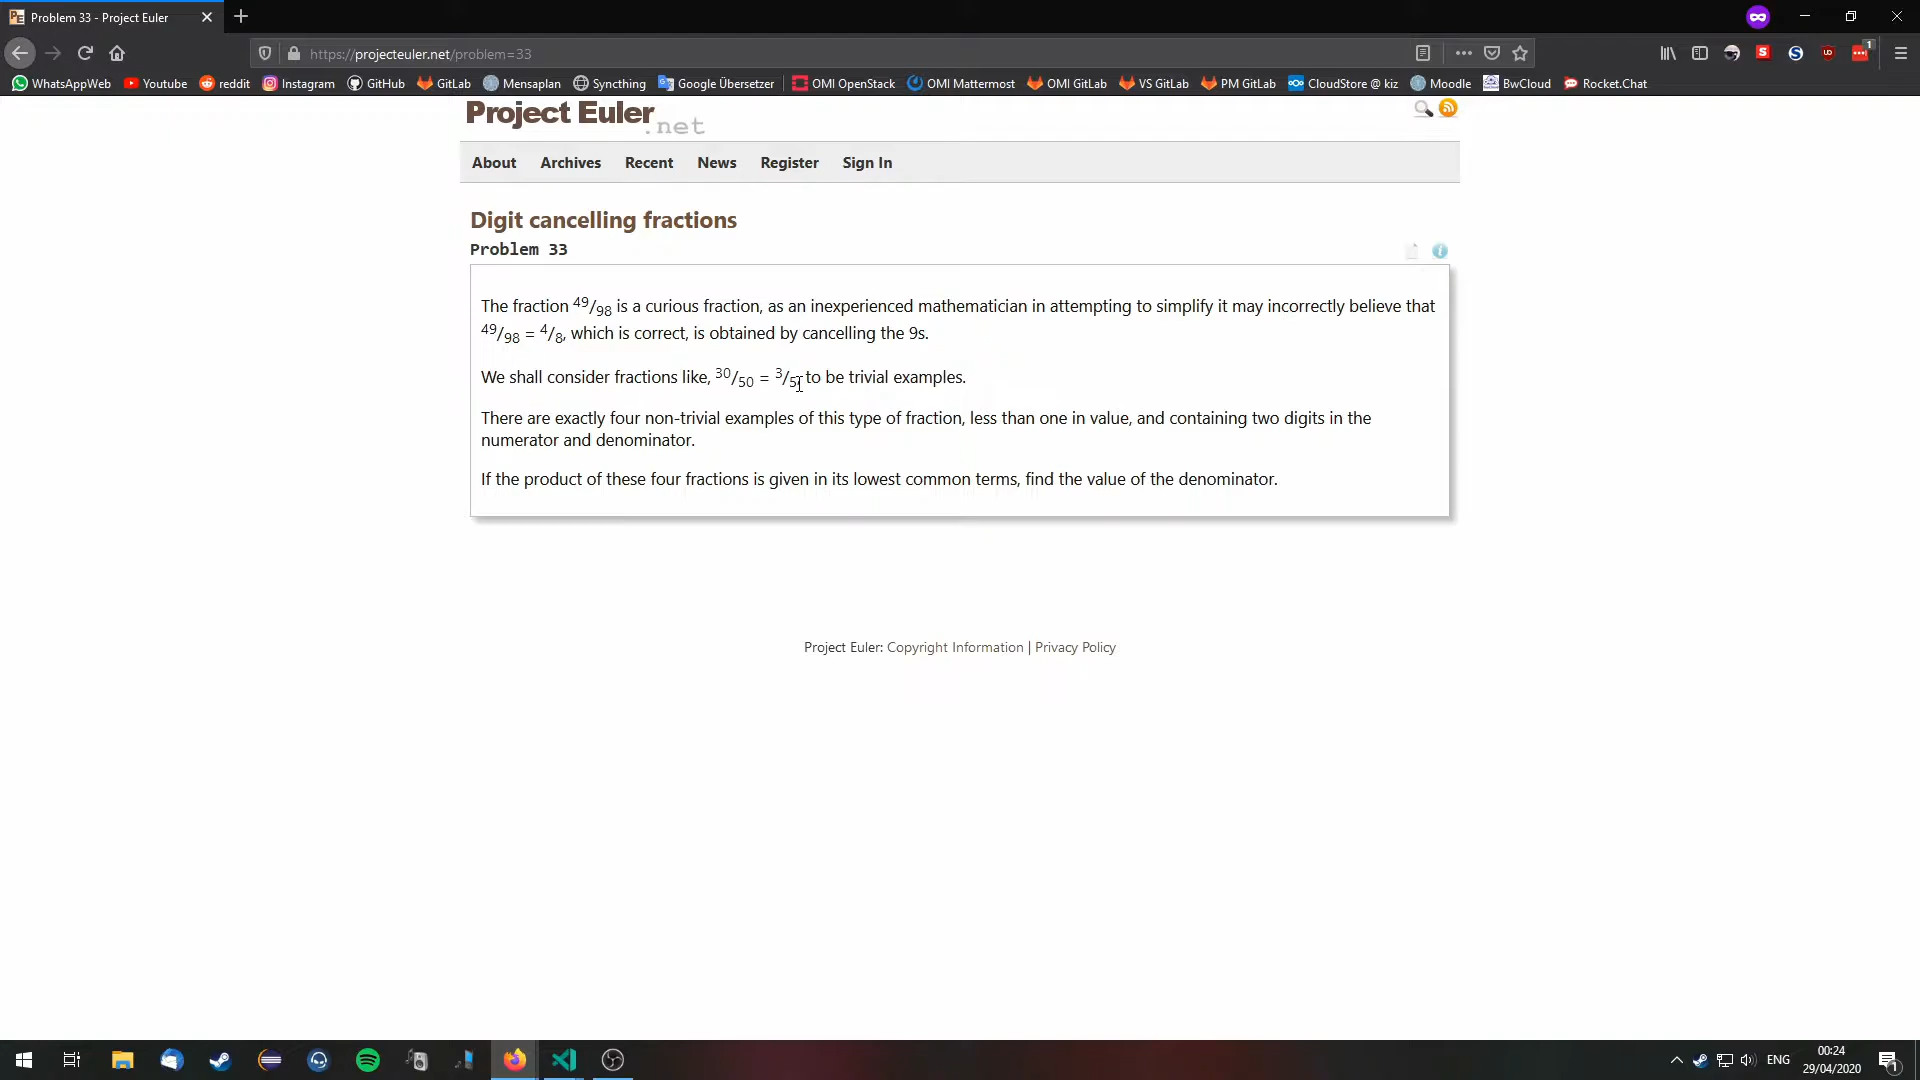 Problem 33 - Project Euler
https://projecteuler.net/problem=33
1
WhatsAppWeb Youtube reddit Instagram GitHub GitLab Mensaplan Syncthing Google Übersetzer OMI OpenStack OMI Mattermost OMI GitLab VS GitLab PM GitLab CloudStore @ kiz Moodle BwCloud Rocket.Chat
Project Euler
.net
About Archives Recent News Register Sign In
Digit cancelling fractions
Problem 33
The fraction 49/98 is a curious fraction, as an inexperienced mathematician in attempting to simplify it may incorrectly believe that
49/98 = 4/8, which is correct, is obtained by cancelling the 9s.
We shall consider fractions like, 30/50 = 3/5, to be trivial examples.
There are exactly four non-trivial examples of this type of fraction, less than one in value, and containing two digits in the
numerator and denominator.
If the product of these four fractions is given in its lowest common terms, find the value of the denominator.
Project Euler: Copyright Information | Privacy Policy
ENG
00:24
29/04/2020
1